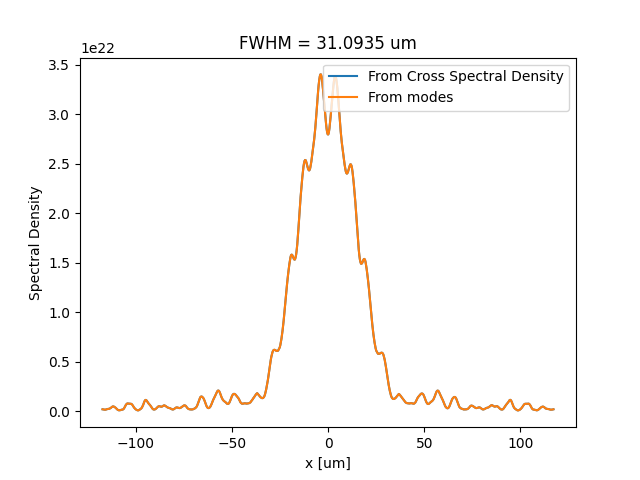 FWHM = 31.0935 um
1e22
From Cross Spectral Density
From modes
3.5
3.0
2.5
2.0
1.5
1.0
0.5
0.0
Spectral Density
−100
−50
0
50
100
x [um]